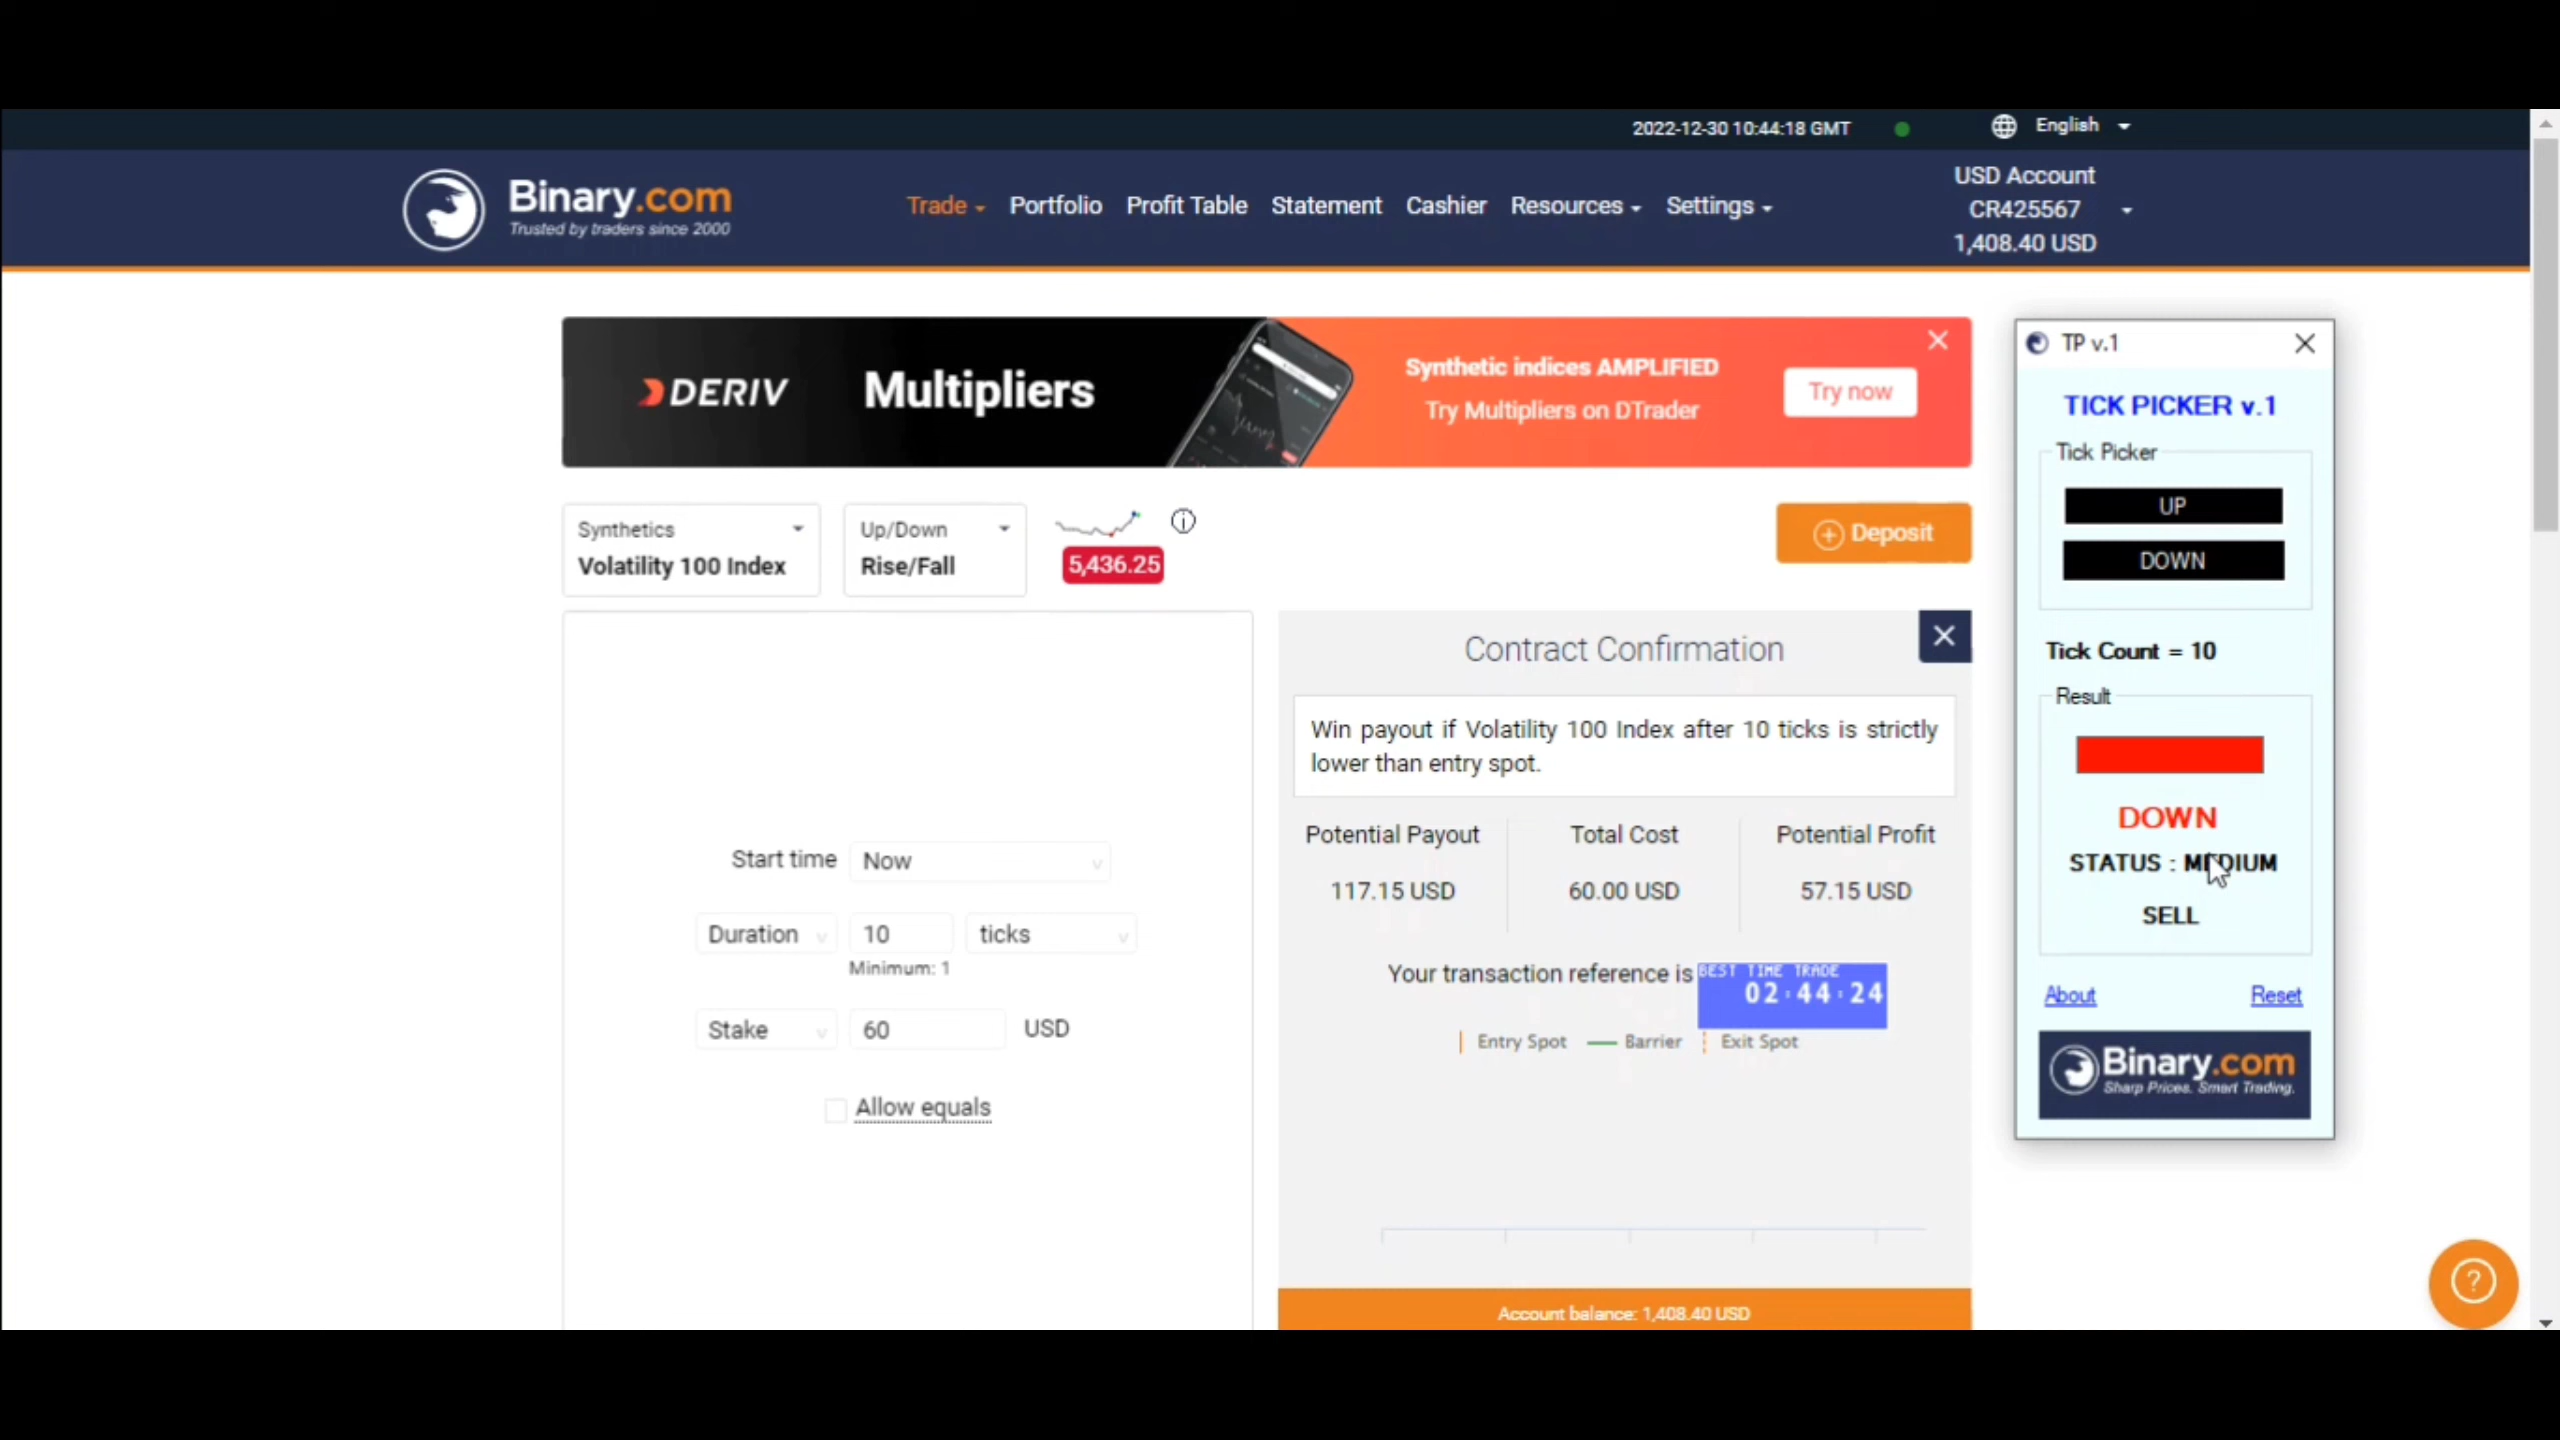 2022-12-30 10:44:18 GMT
English
Binary.com
Trusted by traders since 2000
Trade
Portfolio
Profit Table
Statement
Cashier
Resources
Settings
USD Account
CR425567
1,408.40 USD
DERIV
Multipliers
Synthetic indices AMPLIFIED
Try Multipliers on DTrader
Try now
Synthetics
Volatility 100 Index
Up/Down
Rise/Fall
5,436.25
Deposit
Start time
Now
Duration
10
ticks
Minimum: 1
Stake
60
USD
Allow equals
Contract Confirmation
Win payout if Volatility 100 Index after 10 ticks is strictly
lower than entry spot.
Potential Payout
117.15 USD
Total Cost
60.00 USD
Potential Profit
57.15 USD
Your transaction reference is
BEST TIME TRADE
02:44:24
Entry Spot
Barrier
Exit Spot
Account balance: 1,408.40 USD
TP v.1
TICK PICKER v.1
Tick Picker
UP
DOWN
Tick Count = 10
Result
DOWN
STATUS : MEDIUM
SELL
About
Reset
Binary.com
Sharp Prices. Smart Trading.
?